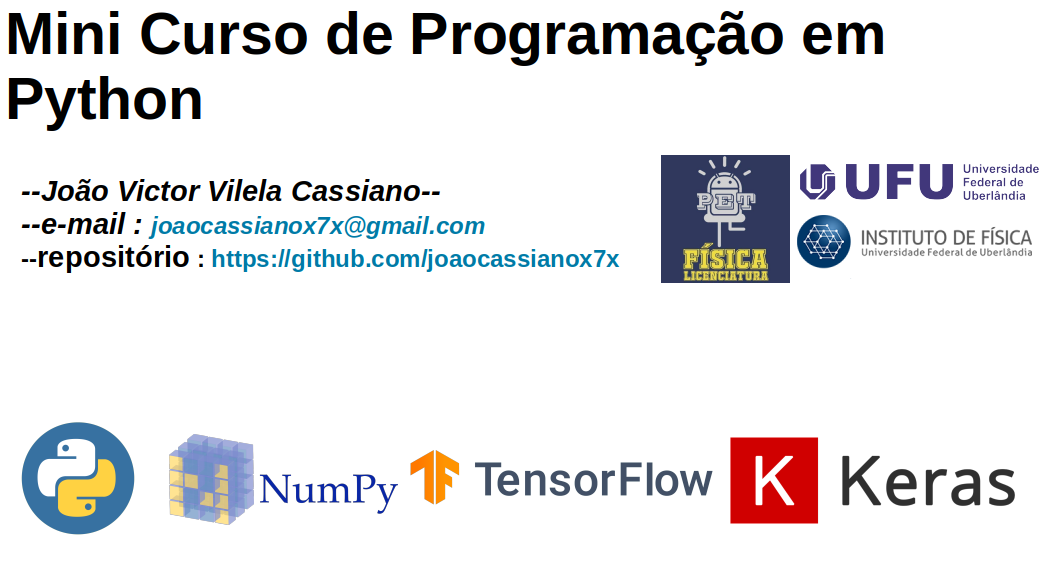 Mini Curso de Programação em
Python
--João Victor Vilela Cassiano--
--e-mail : joaocassianox7x@gmail.com
--repositório : https://github.com/joaocassianox7x
PET
FÍSICA
LICENCIATURA
UFU
Universidade
Federal de
Uberlândia
INSTITUTO DE FÍSICA
Universidade Federal de Uberlândia
NumPy
TensorFlow
K Keras